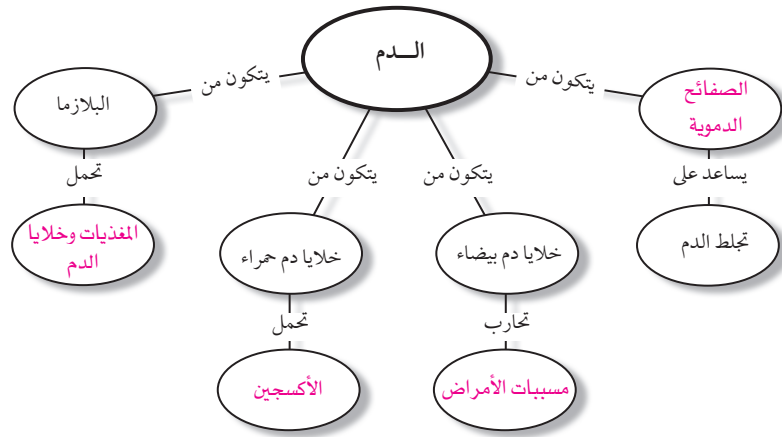 الـــدم
يتكون من
الصفائح
الدموية
يساعد على
تجلط الدم
يتكون من
خلايا دم بيضاء
تحارب
مسببات الأمراض
يتكون من
خلايا دم حمراء
تحمل
الأكسجين
يتكون من
البلازما
تحمل
المغذيات وخلايا
الدم